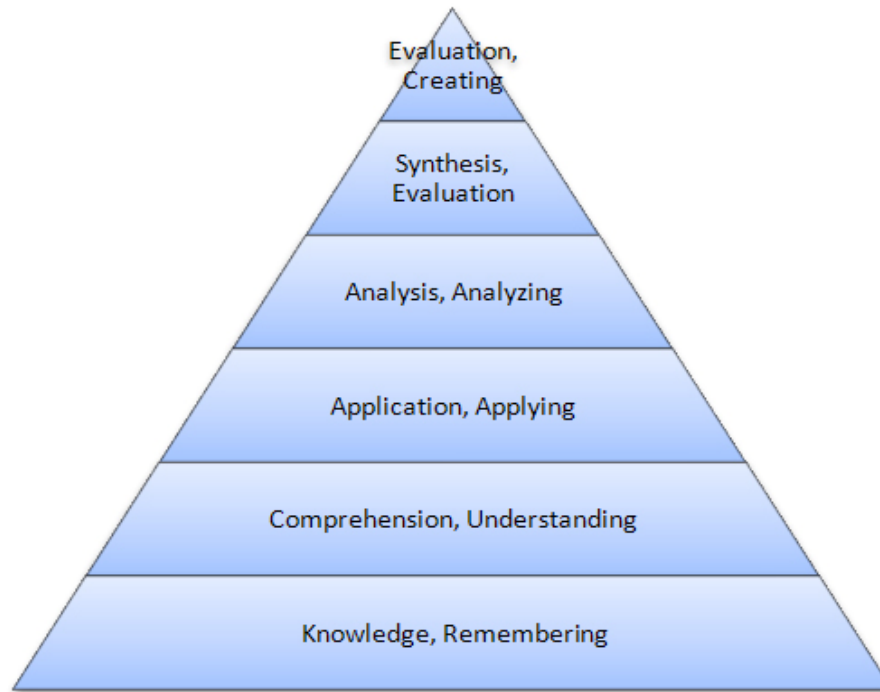 Evaluation,
Creating
Synthesis,
Evaluation
Analysis, Analyzing
Application, Applying
Comprehension, Understanding
Knowledge, Remembering